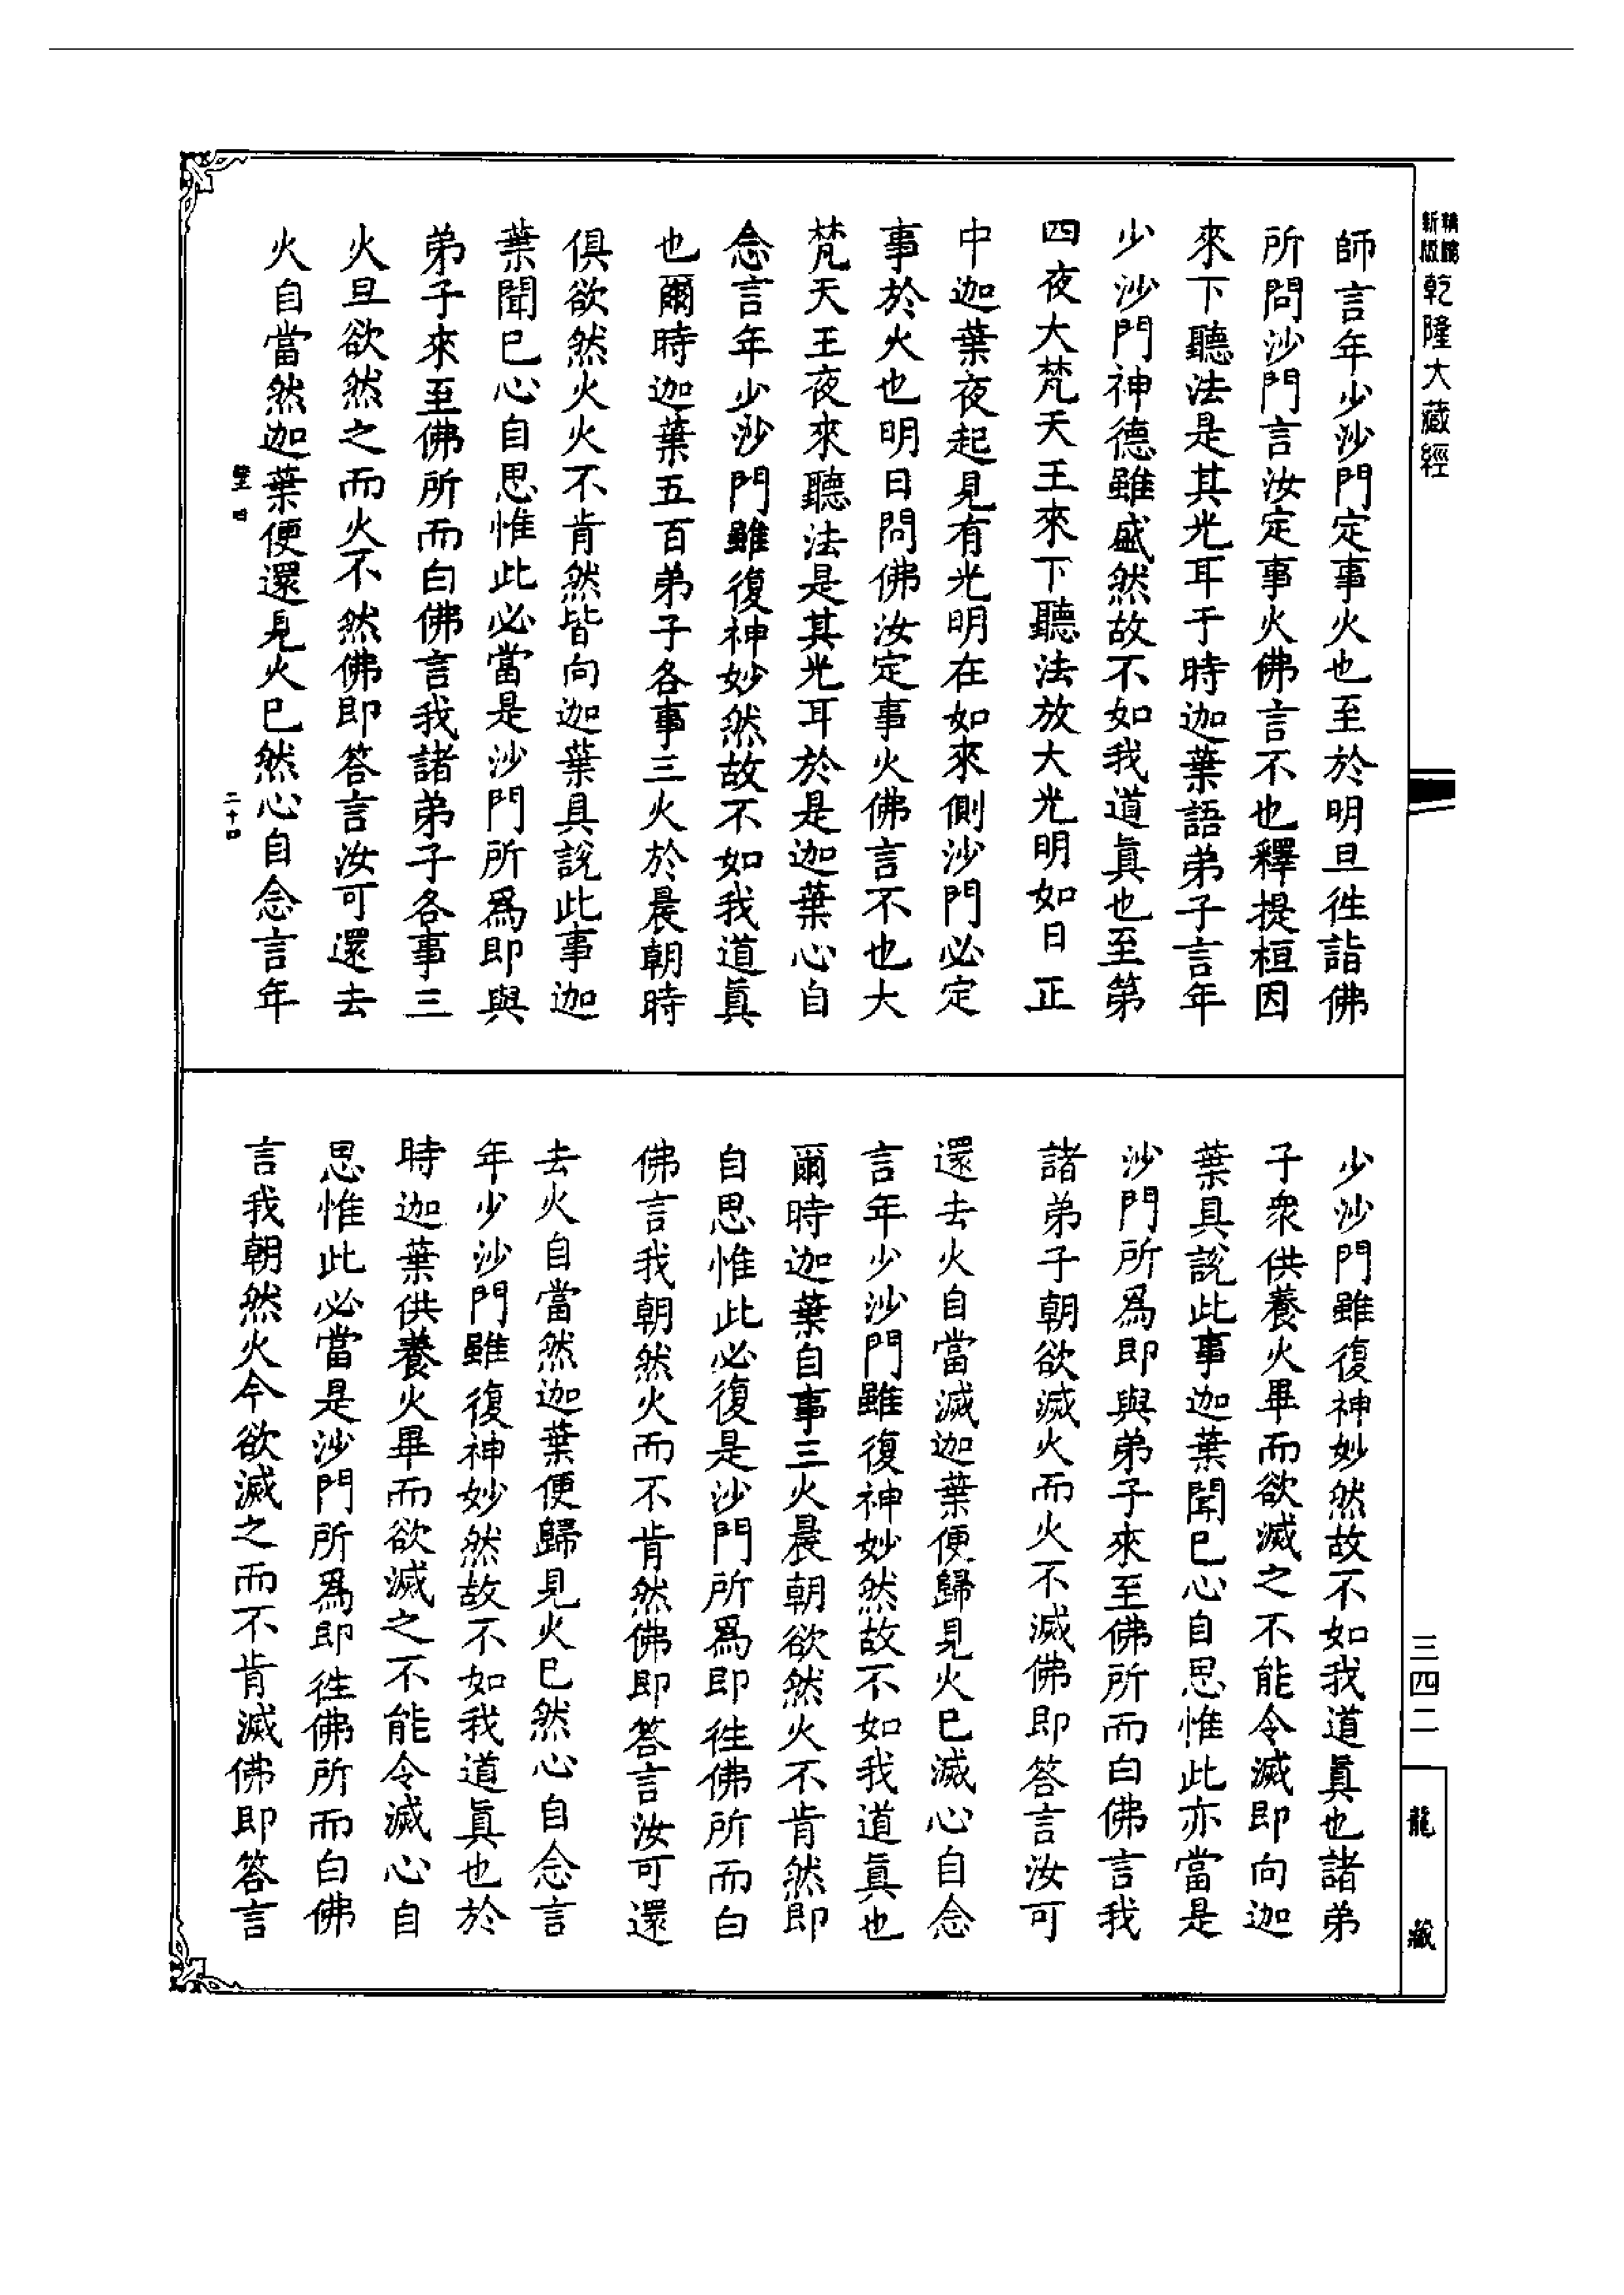 新版精縮乾隆大藏經
師言年少沙門定事火也至於明旦徃詣佛
所問沙門言汝定事火佛言不也釋提桓因
來下聽法是其光耳于時迦葉語弟子言年
少沙門神德雖盛然故不如我道眞也至第
四夜大梵天王來下聽法放大光明如日正
中迦葉夜起見有光明在如來側沙門必定
事於火也明日問佛汝定事火佛言不也大
梵天王夜來聽法是其光耳於是迦葉心自
念言年少沙門雖復神妙然故不如我道眞
也爾時迦葉五百弟子各事三火於晨朝時
俱欲然火火不肯然皆向迦葉具說此事迦
葉聞已心自思惟此必當是沙門所爲即與
弟子來至佛所而白佛言我諸弟子各事三
火旦欲然之而火不然佛即答言汝可還去
火自當然迦葉便還見火已然心自念言年
少沙門雖復神妙然故不如我道眞也諸弟
子衆供養火畢而欲滅之不能令滅即向迦
葉具說此事迦葉聞已心自思惟此亦當是
沙門所爲即與弟子來至佛所而白佛言我
諸弟子朝欲滅火而火不滅佛即答言汝可
還去火自當滅迦葉便歸見火已滅心自念
言年少沙門雖復神妙然故不如我道眞也
爾時迦葉自事三火晨朝欲然火不肯然即
自思惟此必復是沙門所爲即徃佛所而白
佛言我朝然火而不肯然佛即答言汝可還
去火自當然迦葉便歸見火已然心自念言
年少沙門雖復神妙然故不如我道眞也於
時迦葉供養火畢而欲滅之不能令滅心自
思惟此必當是沙門所爲即徃佛所而白佛
言我朝然火今欲滅之而不肯滅佛即答言
三四二
龍藏